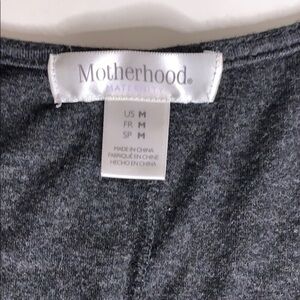 Motherhood®
MATERNITY
US M
FR M
SP M
MADE IN CHINA
FABRIQUÉ EN CHINE
HECHO EN CHINA